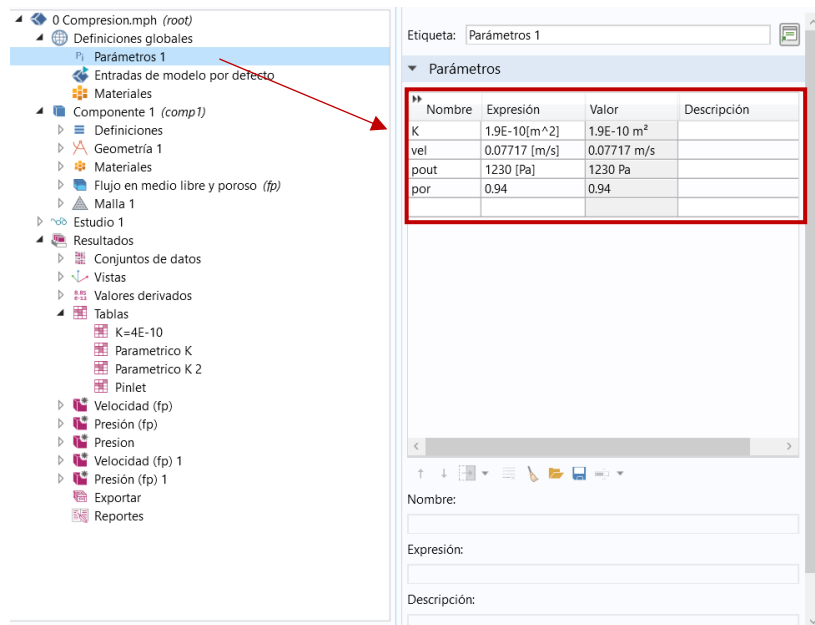 0 Compresion.mph (root)
Definiciones globales
Pi Parámetros 1
Entradas de modelo por defecto
Materiales
Componente 1 (comp1)
Definiciones
Geometría 1
Materiales
Flujo en medio libre y poroso (fp)
Malla 1
Estudio 1
Resultados
Conjuntos de datos
Vistas
8.85 e-12 Valores derivados
Tablas
K=4E-10
Parametrico K
Parametrico K 2
Pinlet
Velocidad (fp)
Presión (fp)
Presion
Velocidad (fp) 1
Presión (fp) 1
Exportar
Reportes
Etiqueta: Parámetros 1
Parámetros
Nombre Expresión Valor Descripción
K 1.9E-10[m^2] 1.9E-10 m²
vel 0.07717 [m/s] 0.07717 m/s
pout 1230 [Pa] 1230 Pa
por 0.94 0.94
Nombre:
Expresión:
Descripción: